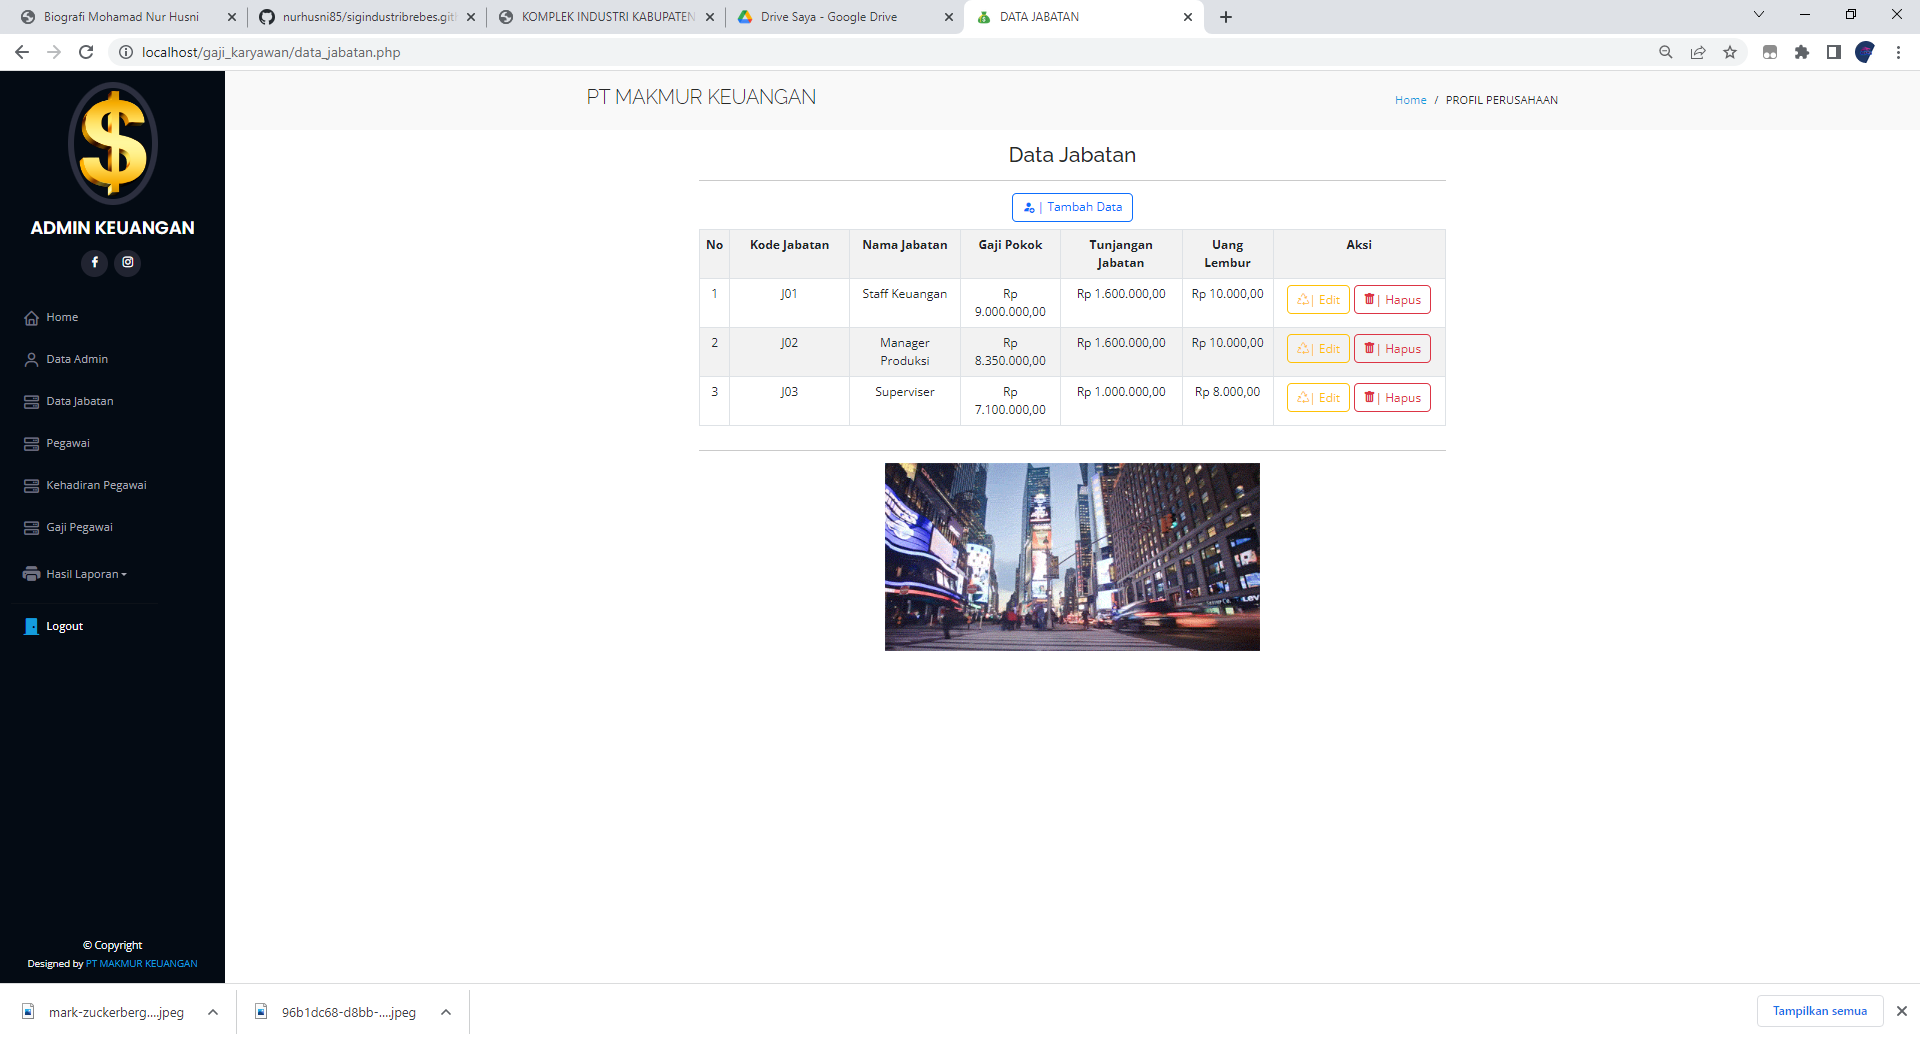 Biografi Mohamad Nur Husni
nurhusni85/sigindustribrebes.git
KOMPLEK INDUSTRI KABUPATEN
Drive Saya - Google Drive
DATA JABATAN
localhost/gaji_karyawan/data_jabatan.php
ADMIN KEUANGAN
Home
Data Admin
Data Jabatan
Pegawai
Kehadiran Pegawai
Gaji Pegawai
Hasil Laporan
Logout
© Copyright
Designed by PT MAKMUR KEUANGAN
PT MAKMUR KEUANGAN
Home / PROFIL PERUSAHAAN
Data Jabatan
| Tambah Data
No Kode Jabatan Nama Jabatan Gaji Pokok Tunjangan Jabatan Uang Lembur Aksi
1 J01 Staff Keuangan Rp 9.000.000,00 Rp 1.600.000,00 Rp 10.000,00 | Edit | Hapus
2 J02 Manager Produksi Rp 8.350.000,00 Rp 1.600.000,00 Rp 10.000,00 | Edit | Hapus
3 J03 Superviser Rp 7.100.000,00 Rp 1.000.000,00 Rp 8.000,00 | Edit | Hapus
mark-zuckerberg....jpeg
96b1dc68-d8bb-....jpeg
Tampilkan semua